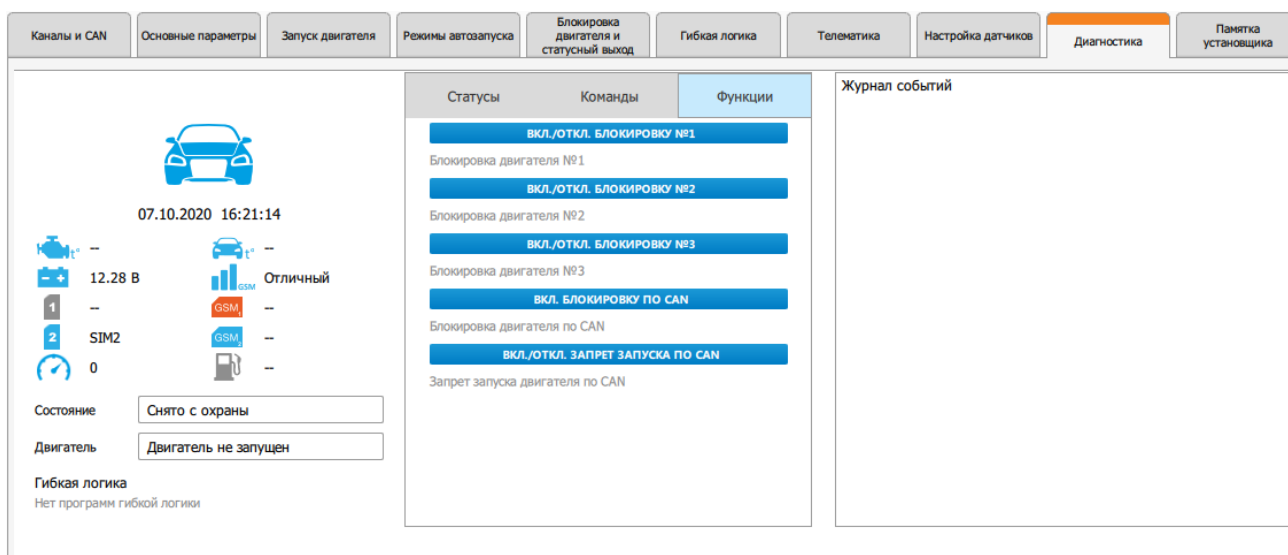 Каналы и CAN
Основные параметры
Запуск двигателя
Режимы автозапуска
Блокировка
двигателя и
статусный выход
Гибкая логика
Телематика
Настройка датчиков
Диагностика
Памятка
установщика
07.10.2020 16:21:14
t° --
t° --
12.28 В
GSM Отличный
1 --
GSM1 --
2 SIM2
GSM2 --
0
--
Состояние Снято с охраны
Двигатель Двигатель не запущен
Гибкая логика
Нет программ гибкой логики
Статусы Команды Функции
ВКЛ./ОТКЛ. БЛОКИРОВКУ №1
Блокировка двигателя №1
ВКЛ./ОТКЛ. БЛОКИРОВКУ №2
Блокировка двигателя №2
ВКЛ./ОТКЛ. БЛОКИРОВКУ №3
Блокировка двигателя №3
ВКЛ. БЛОКИРОВКУ ПО CAN
Блокировка двигателя по CAN
ВКЛ./ОТКЛ. ЗАПРЕТ ЗАПУСКА ПО CAN
Запрет запуска двигателя по CAN
Журнал событий